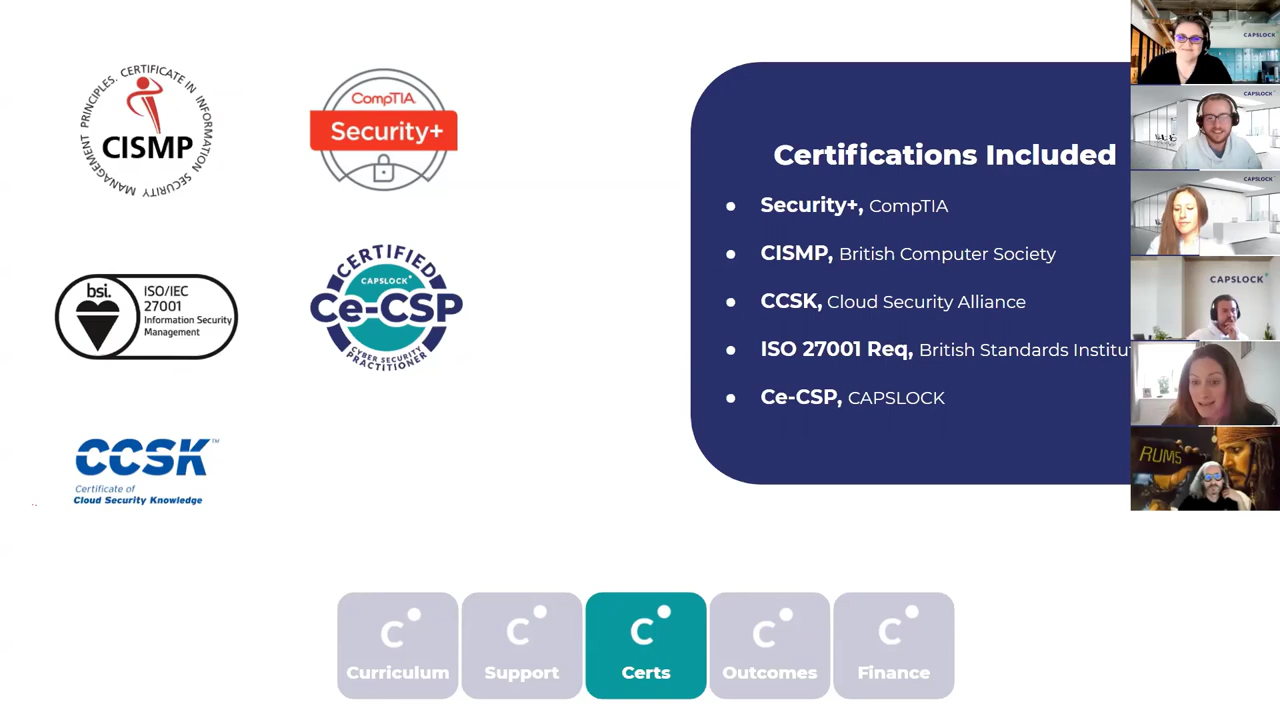 PRINCIPLES. CERTIFICATE IN INFORMATION SECURITY MANAGEMENT
CISMP
CompTIA.
Security+
bsi.
ISO/IEC
27001
Information Security
Management
CERTIFIED
CAPSLOCK
Ce-CSP
CYBER SECURITY
PRACTITIONER
CCSK™
Certificate of
Cloud Security Knowledge
Certifications Included
• Security+, CompTIA
• CISMP, British Computer Society
• CCSK, Cloud Security Alliance
• ISO 27001 Req, British Standards Institut
• Ce-CSP, CAPSLOCK
CAPSLOCK
CAPSLOCK
CAPSLOCK
CAPSLOCK
RUMS
C
Curriculum
C
Support
C
Certs
C
Outcomes
C
Finance